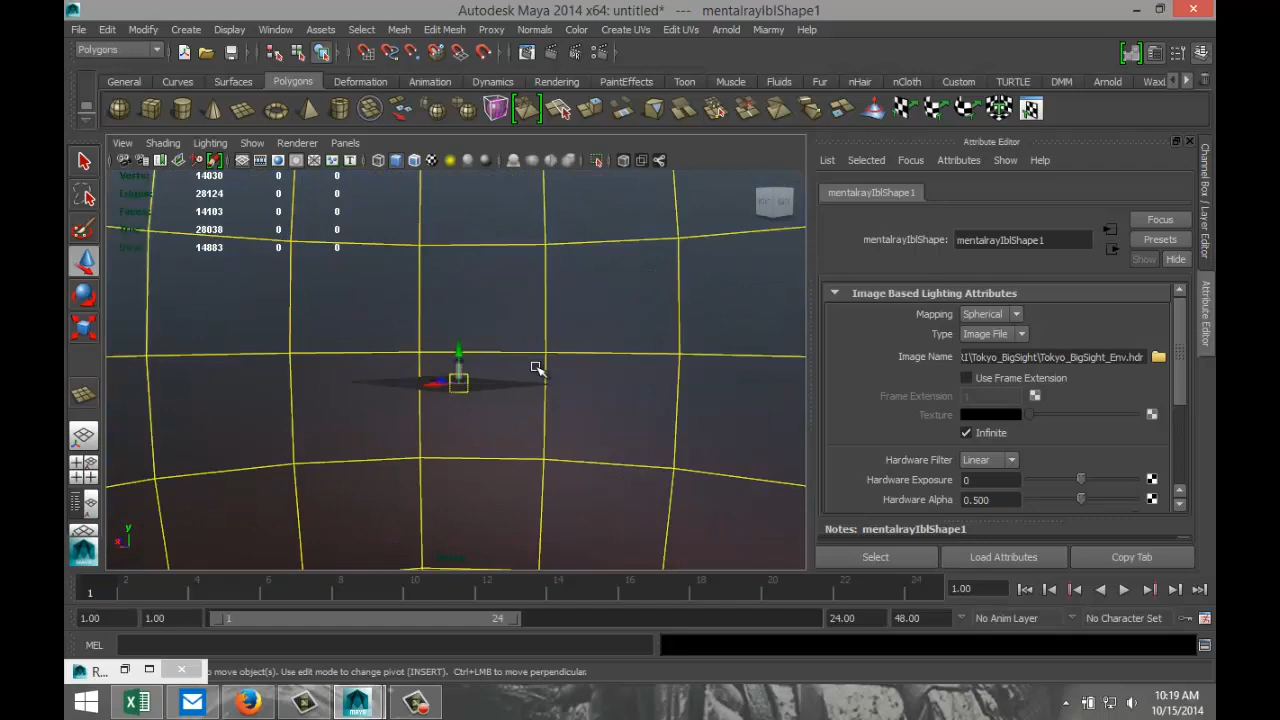 Autodesk Maya 2014 x64: untitled* --- mentalrayIblShape1
File Edit Modify Create Display Window Assets Select Mesh Edit Mesh Proxy Normals Color Create UVs Edit UVs Arnold Miarmy Help
Polygons
General Curves Surfaces Polygons Deformation Animation Dynamics Rendering PaintEffects Toon Muscle Fluids Fur nHair nCloth Custom TURTLE DMM Arnold Waxl
View Shading Lighting Show Renderer Panels
Verts: 14030 0 0
Edges: 28124 0 0
Faces: 14103 0 0
Tris: 28038 0 0
UVs: 14883 0 0
y
x
Attribute Editor
List Selected Focus Attributes Show Help
mentalrayIblShape1
mentalrayIblShape: mentalrayIblShape1
Focus
Presets
Show Hide
Image Based Lighting Attributes
Mapping Spherical
Type Image File
Image Name RI\Tokyo_BigSight\Tokyo_BigSight_Env.hdr
Use Frame Extension
Frame Extension 1
Texture
Infinite
Hardware Filter Linear
Hardware Exposure 0
Hardware Alpha 0.500
Notes: mentalrayIblShape1
Select Load Attributes Copy Tab
Channel Box / Layer Editor
Attribute Editor
1 2 4 6 8 10 12 14 16 18 20 22 24
1.00
1.00 1.00 1 24 24.00 48.00 No Anim Layer No Character Set
MEL
R...
to move object(s). Use edit mode to change pivot [INSERT]. Ctrl+LMB to move perpendicular.
10:19 AM
10/15/2014